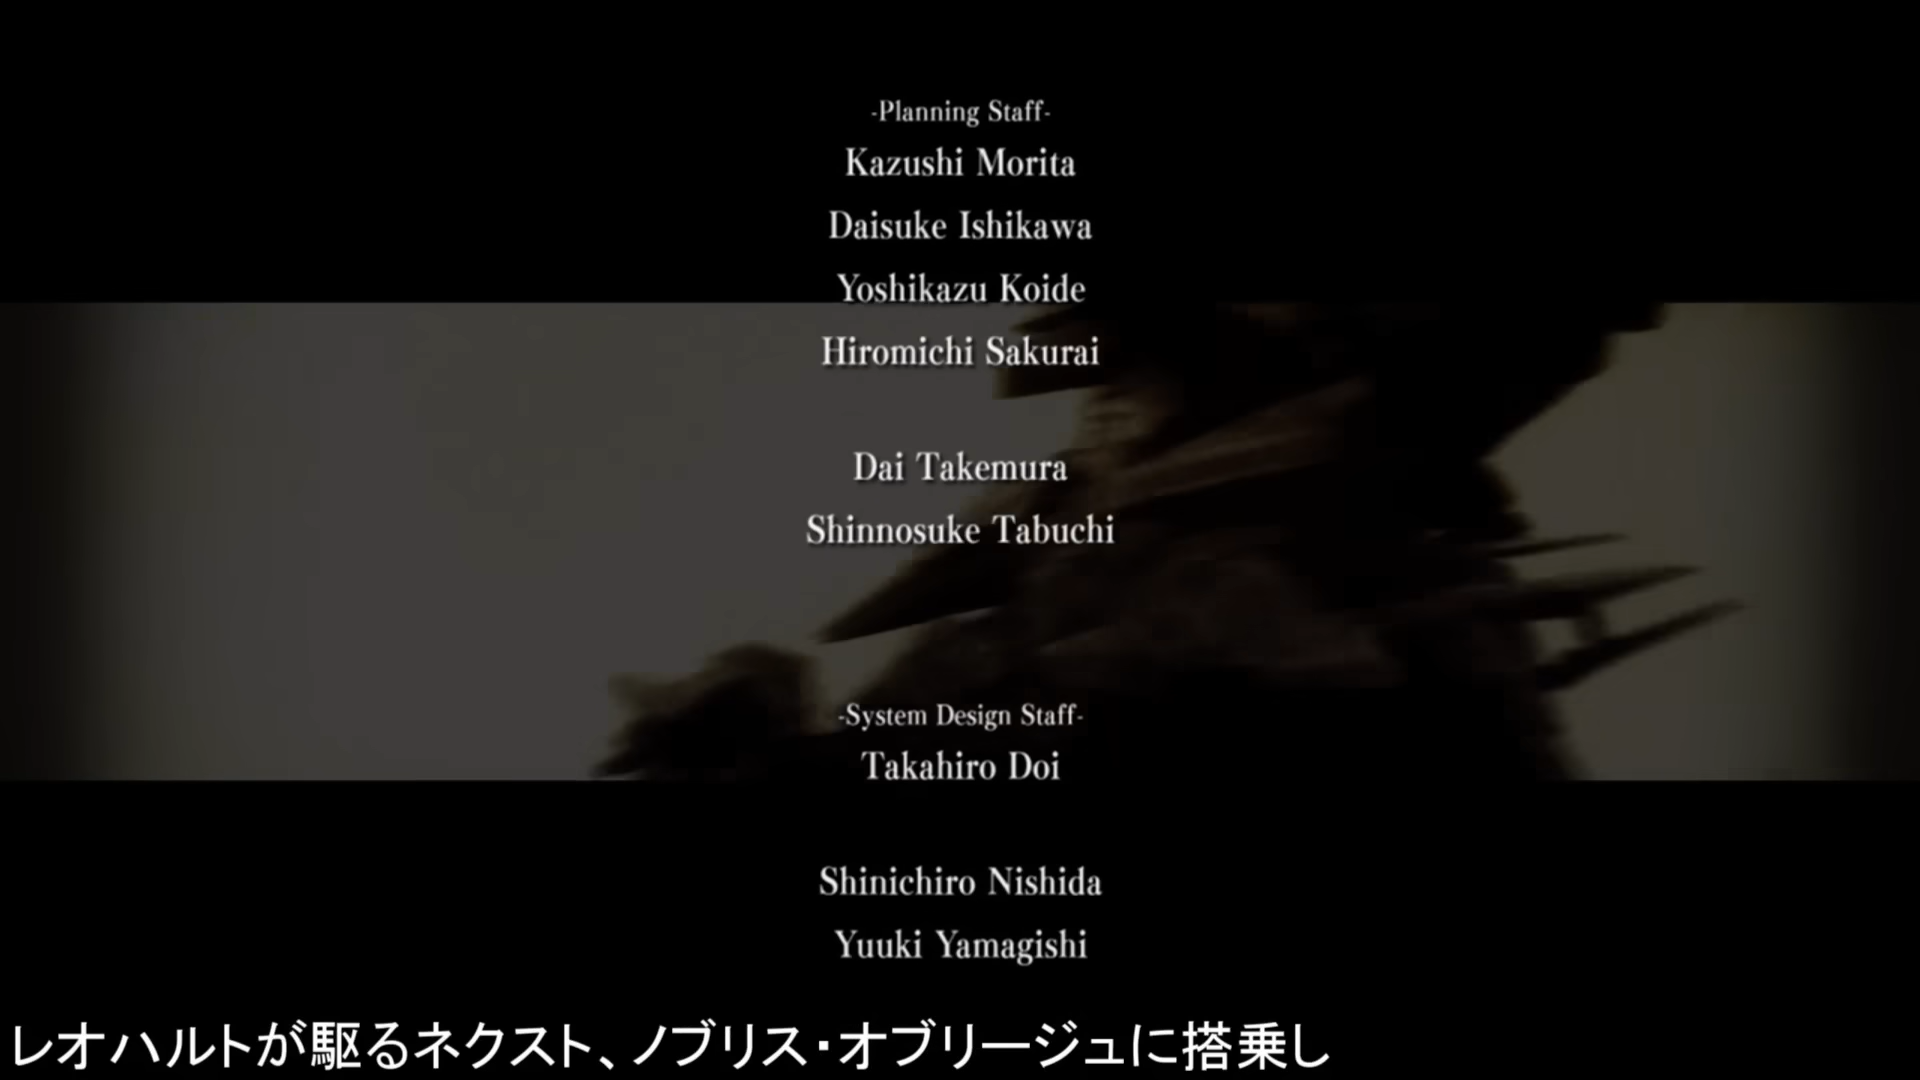 -Planning Staff-
Kazushi Morita
Daisuke Ishikawa
Yoshikazu Koide
Hiromichi Sakurai
Dai Takemura
Shinnosuke Tabuchi
-System Design Staff-
Takahiro Doi
Shinichiro Nishida
Yuuki Yamagishi
レオハルトが駆るネクスト、ノブリス・オブリージュに搭乗し